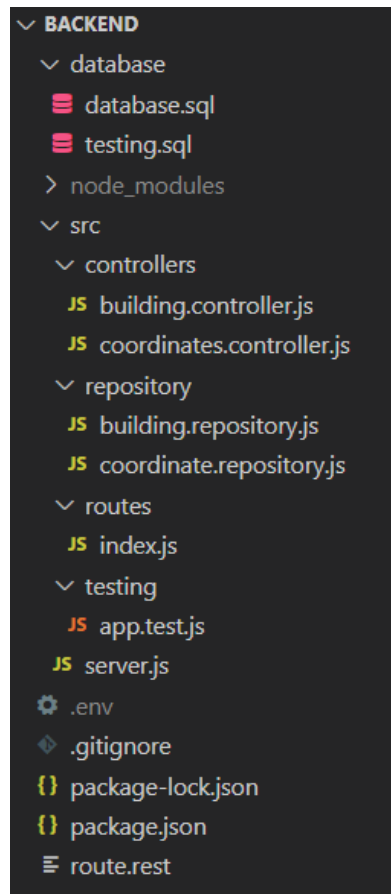 BACKEND
database
database.sql
testing.sql
node_modules
src
controllers
JS building.controller.js
JS coordinates.controller.js
repository
JS building.repository.js
JS coordinate.repository.js
routes
JS index.js
testing
JS app.test.js
JS server.js
.env
.gitignore
{} package-lock.json
{} package.json
route.rest